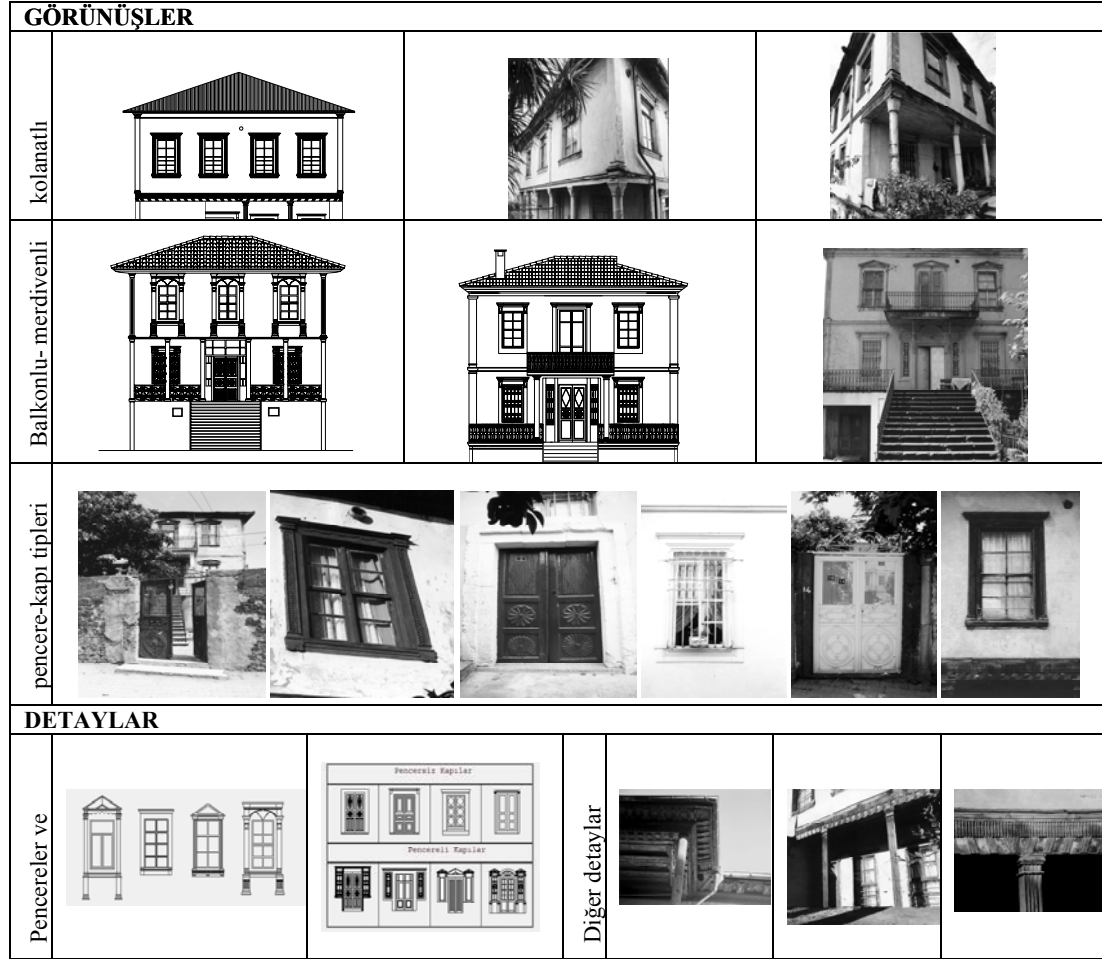 GÖRÜNÜŞLER
kolanatlı
Balkonlu- merdivenli
pencere-kapı tipleri
DETAYLAR
Pencereler ve
Pencersiz Kapılar
Pencereli Kapılar
Diğer detaylar